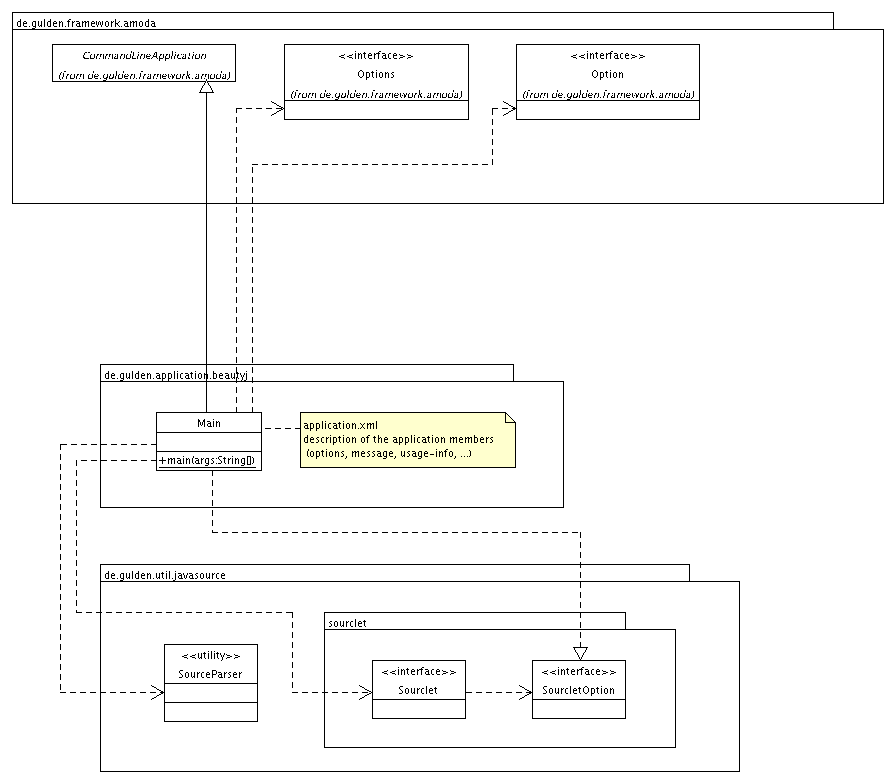 de.gulden.framework.amoda
CommandLineApplication
(from de.gulden.framework.amoda)
<<interface>>
Options
(from de.gulden.framework.amoda)
<<interface>>
Option
(from de.gulden.framework.amoda)
de.gulden.application.beautyj
Main
+main(args:String[])
application.xml
description of the application members
(options, message, usage-info, ...)
de.gulden.util.javasource
<<utility>>
SourceParser
sourclet
<<interface>>
Sourclet
<<interface>>
SourcletOption